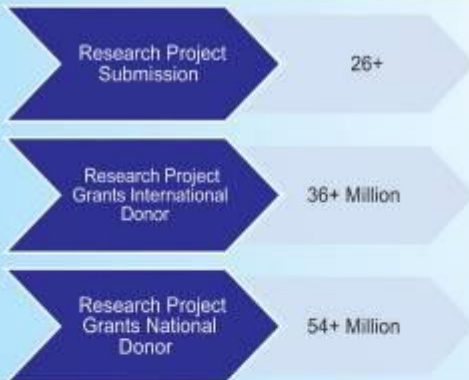 Research Project
Submission
26+
Research Project
Grants International
Donor
36+ Million
Research Project
Grants National
Donor
54+ Million